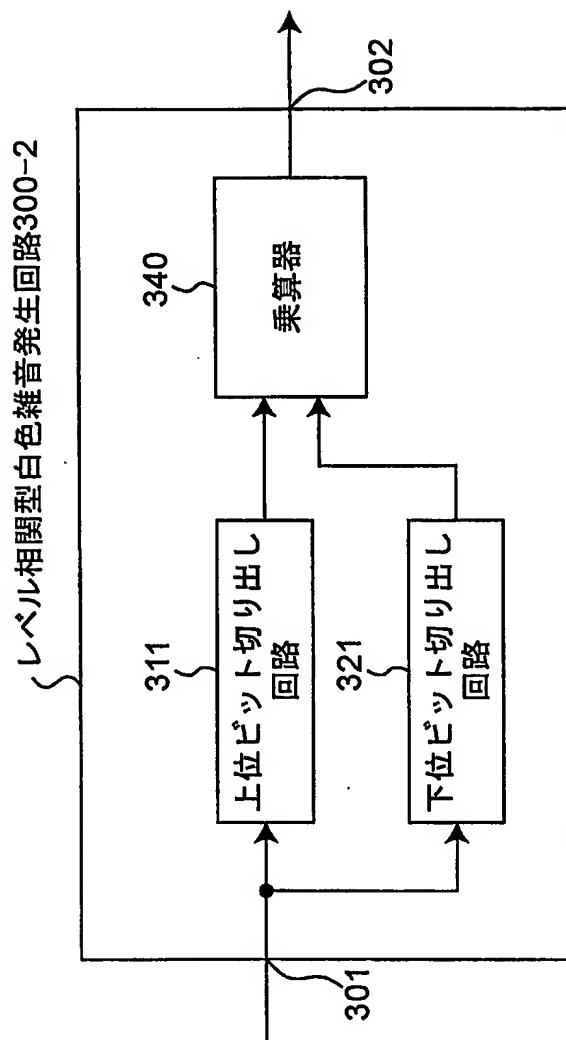 レベル相関型白色雑音発生回路300-2
301
311
上位ビット切り出し
回路
321
下位ビット切り出し
回路
340
乗算器
302